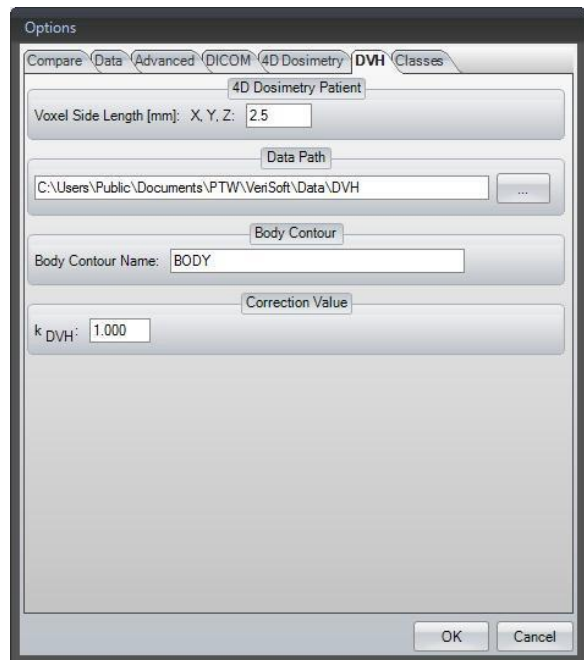 Options
Compare Data Advanced DICOM 4D Dosimetry DVH Classes
4D Dosimetry Patient
Voxel Side Length [mm]: X, Y, Z: 2.5
Data Path
C:\Users\Public\Documents\PTW\VeriSoft\Data\DVH ...
Body Contour
Body Contour Name: BODY
Correction Value
k DVH: 1.000
OK Cancel